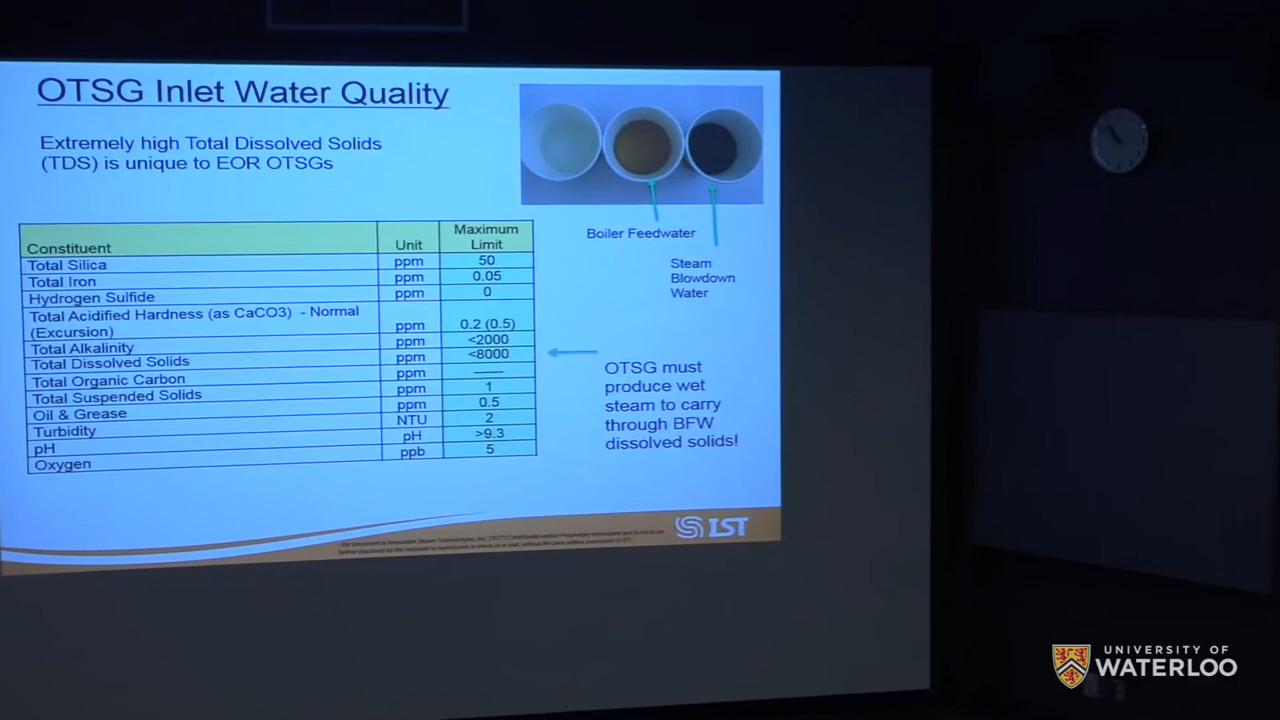 OTSG Inlet Water Quality
Extremely high Total Dissolved Solids
(TDS) is unique to EOR OTSGs
Boiler Feedwater
Steam
Blowdown
Water
Constituent Unit Maximum Limit
Total Silica ppm 50
Total Iron ppm 0.05
Hydrogen Sulfide ppm 0
Total Acidified Hardness (as CaCO3) - Normal
(Excursion) ppm 0.2 (0.5)
Total Alkalinity ppm <2000
Total Dissolved Solids ppm <8000
Total Organic Carbon ppm ——
Total Suspended Solids ppm 1
Oil & Grease ppm 0.5
Turbidity NTU 2
pH pH >9.3
Oxygen ppb 5
OTSG must
produce wet
steam to carry
through BFW
dissolved solids!
IST
UNIVERSITY OF
WATERLOO